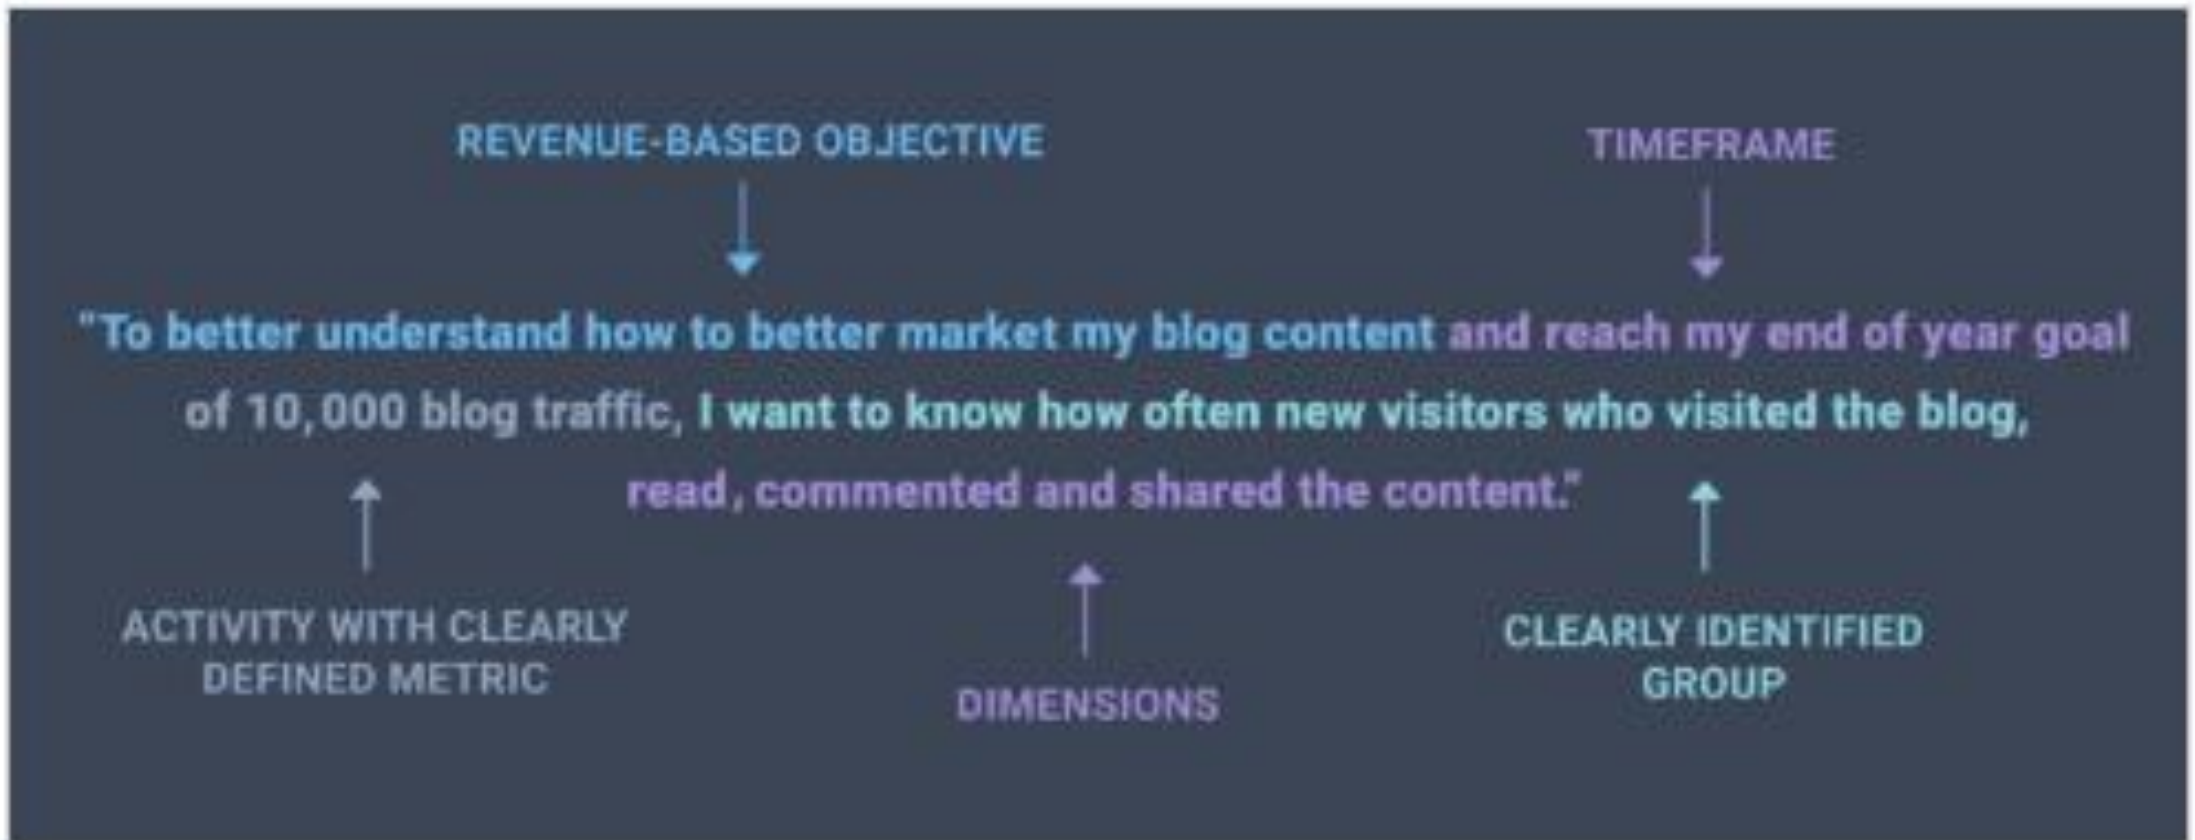 REVENUE-BASED OBJECTIVE
TIMEFRAME
"To better understand how to better market my blog content and reach my end of year goal
of 10,000 blog traffic, I want to know how often new visitors who visited the blog,
read, commented and shared the content."
ACTIVITY WITH CLEARLY
DEFINED METRIC
DIMENSIONS
CLEARLY IDENTIFIED
GROUP